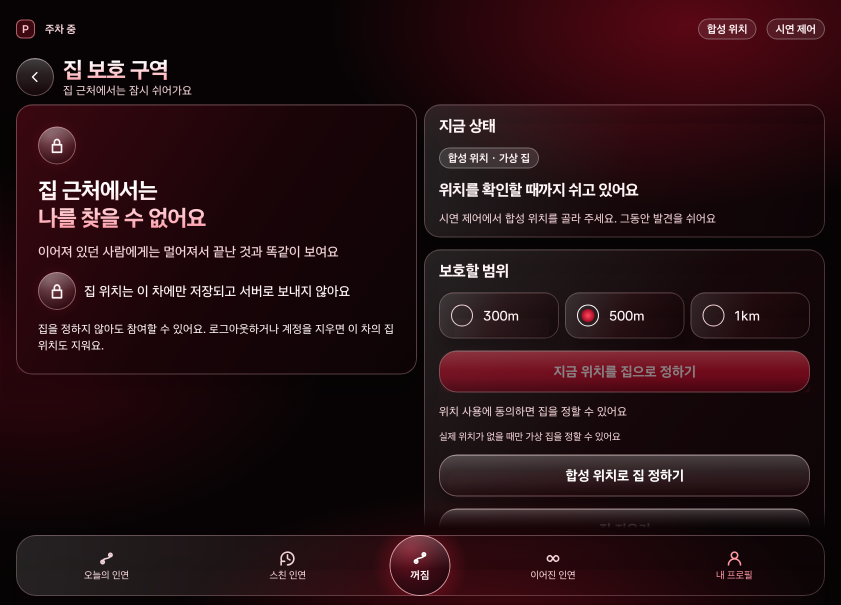 P 주차 중
합성 위치
시연 제어
집 보호 구역
집 근처에서는 잠시 쉬어가요
집 근처에서는
나를 찾을 수 없어요
이어져 있던 사람에게는 멀어져서 끝난 것과 똑같이 보여요
집 위치는 이 차에만 저장되고 서버로 보내지 않아요
집을 정하지 않아도 참여할 수 있어요. 로그아웃하거나 계정을 지우면 이 차의 집
위치도 지워요.
지금 상태
합성 위치 · 가상 집
위치를 확인할 때까지 쉬고 있어요
시연 제어에서 합성 위치를 골라 주세요. 그동안 발견을 쉬어요
보호할 범위
300m
500m
1km
지금 위치를 집으로 정하기
위치 사용에 동의하면 집을 정할 수 있어요
실제 위치가 없을 때만 가상 집을 정할 수 있어요
합성 위치로 집 정하기
오늘의 인연
스친 인연
꺼짐
이어진 인연
내 프로필